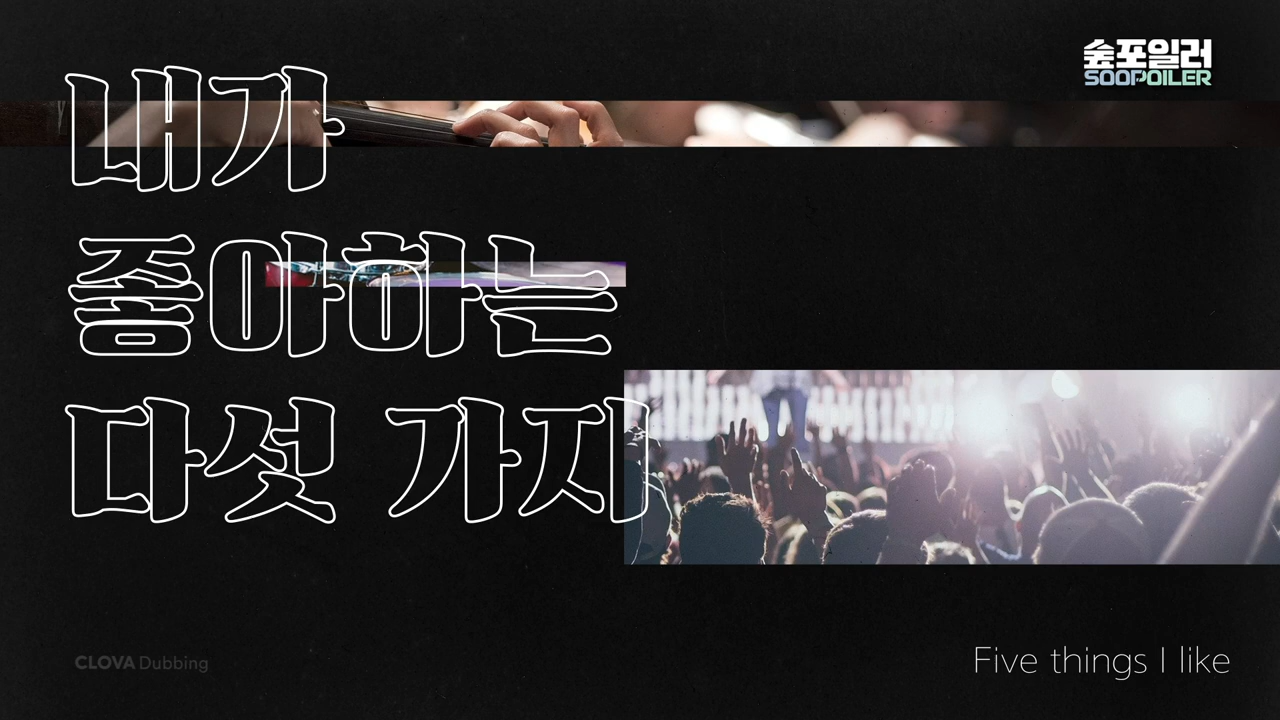 숲포일러
SOOPOILER
내가
좋아하는
다섯 가지
CLOVA Dubbing
Five things I like